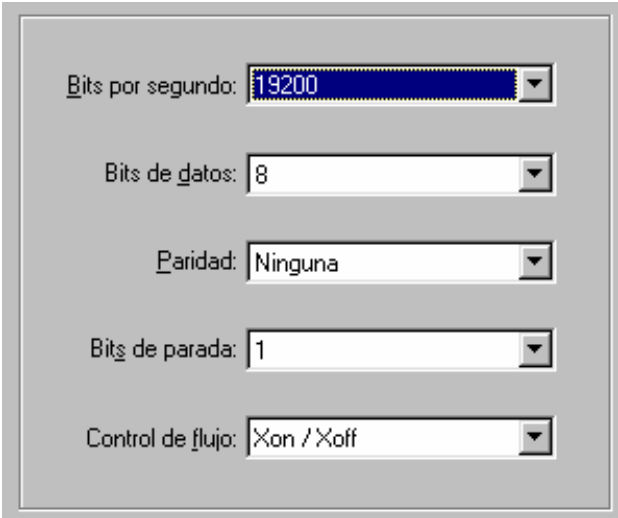 Bits por segundo: 19200
Bits de datos: 8
Paridad: Ninguna
Bits de parada: 1
Control de flujo: Xon / Xoff